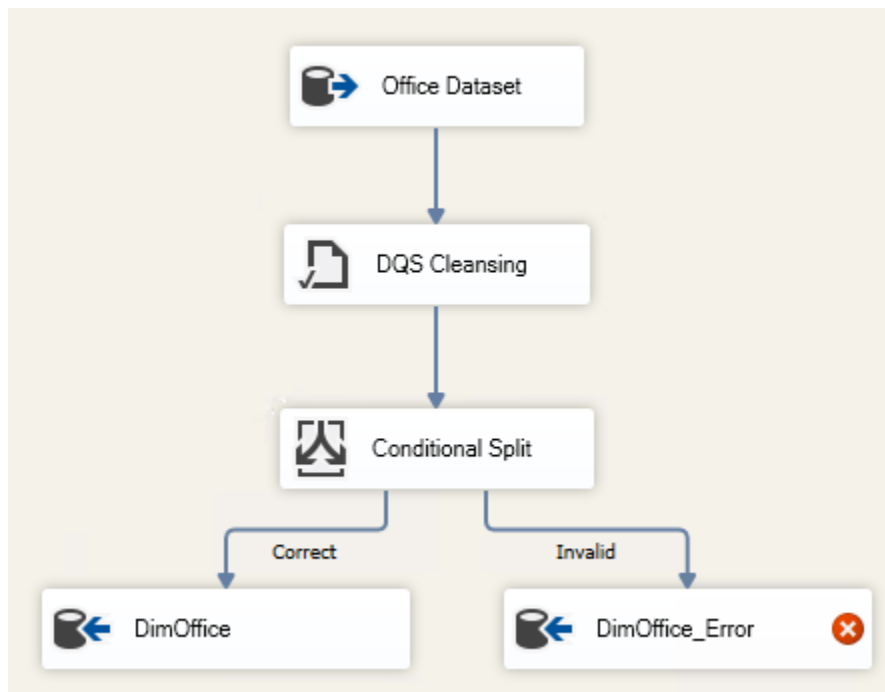 Office Dataset
DQS Cleansing
Conditional Split
Correct
Invalid
DimOffice
DimOffice_Error